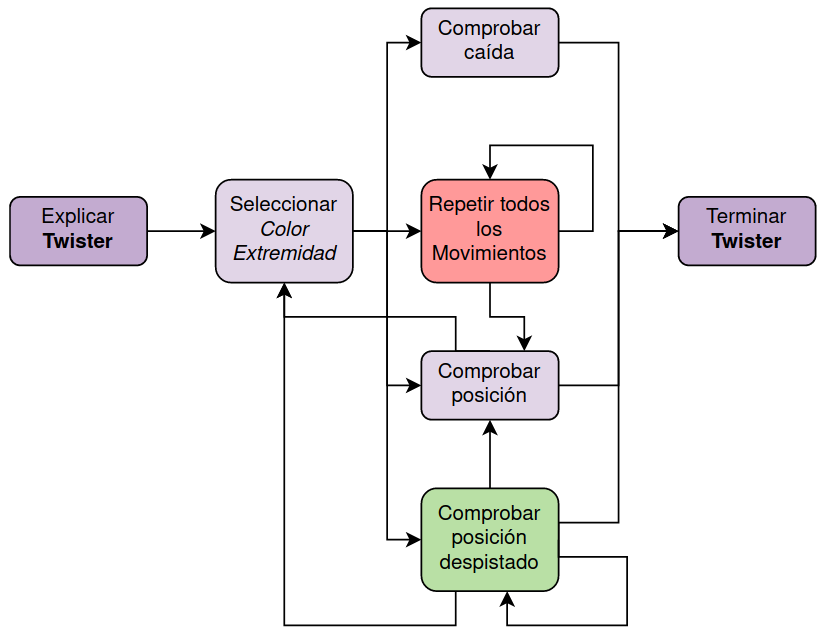 Comprobar
caída
Explicar
Twister
Seleccionar
Color
Extremidad
Repetir todos
los
Movimientos
Terminar
Twister
Comprobar
posición
Comprobar
posición
despistado